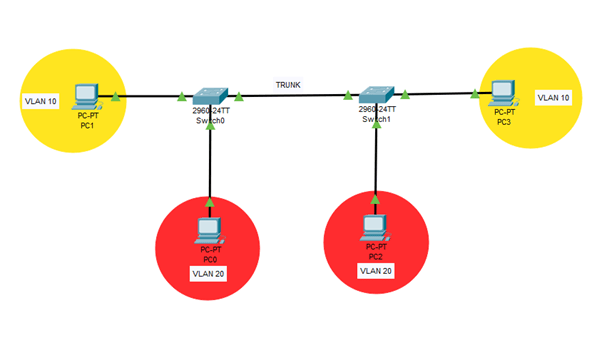 TRUNK
VLAN 10
PC-PT
PC1
2960-24TT
Switch0
2960-24TT
Switch1
PC-PT
PC3
VLAN 10
PC-PT
PC0
VLAN 20
PC-PT
PC2
VLAN 20